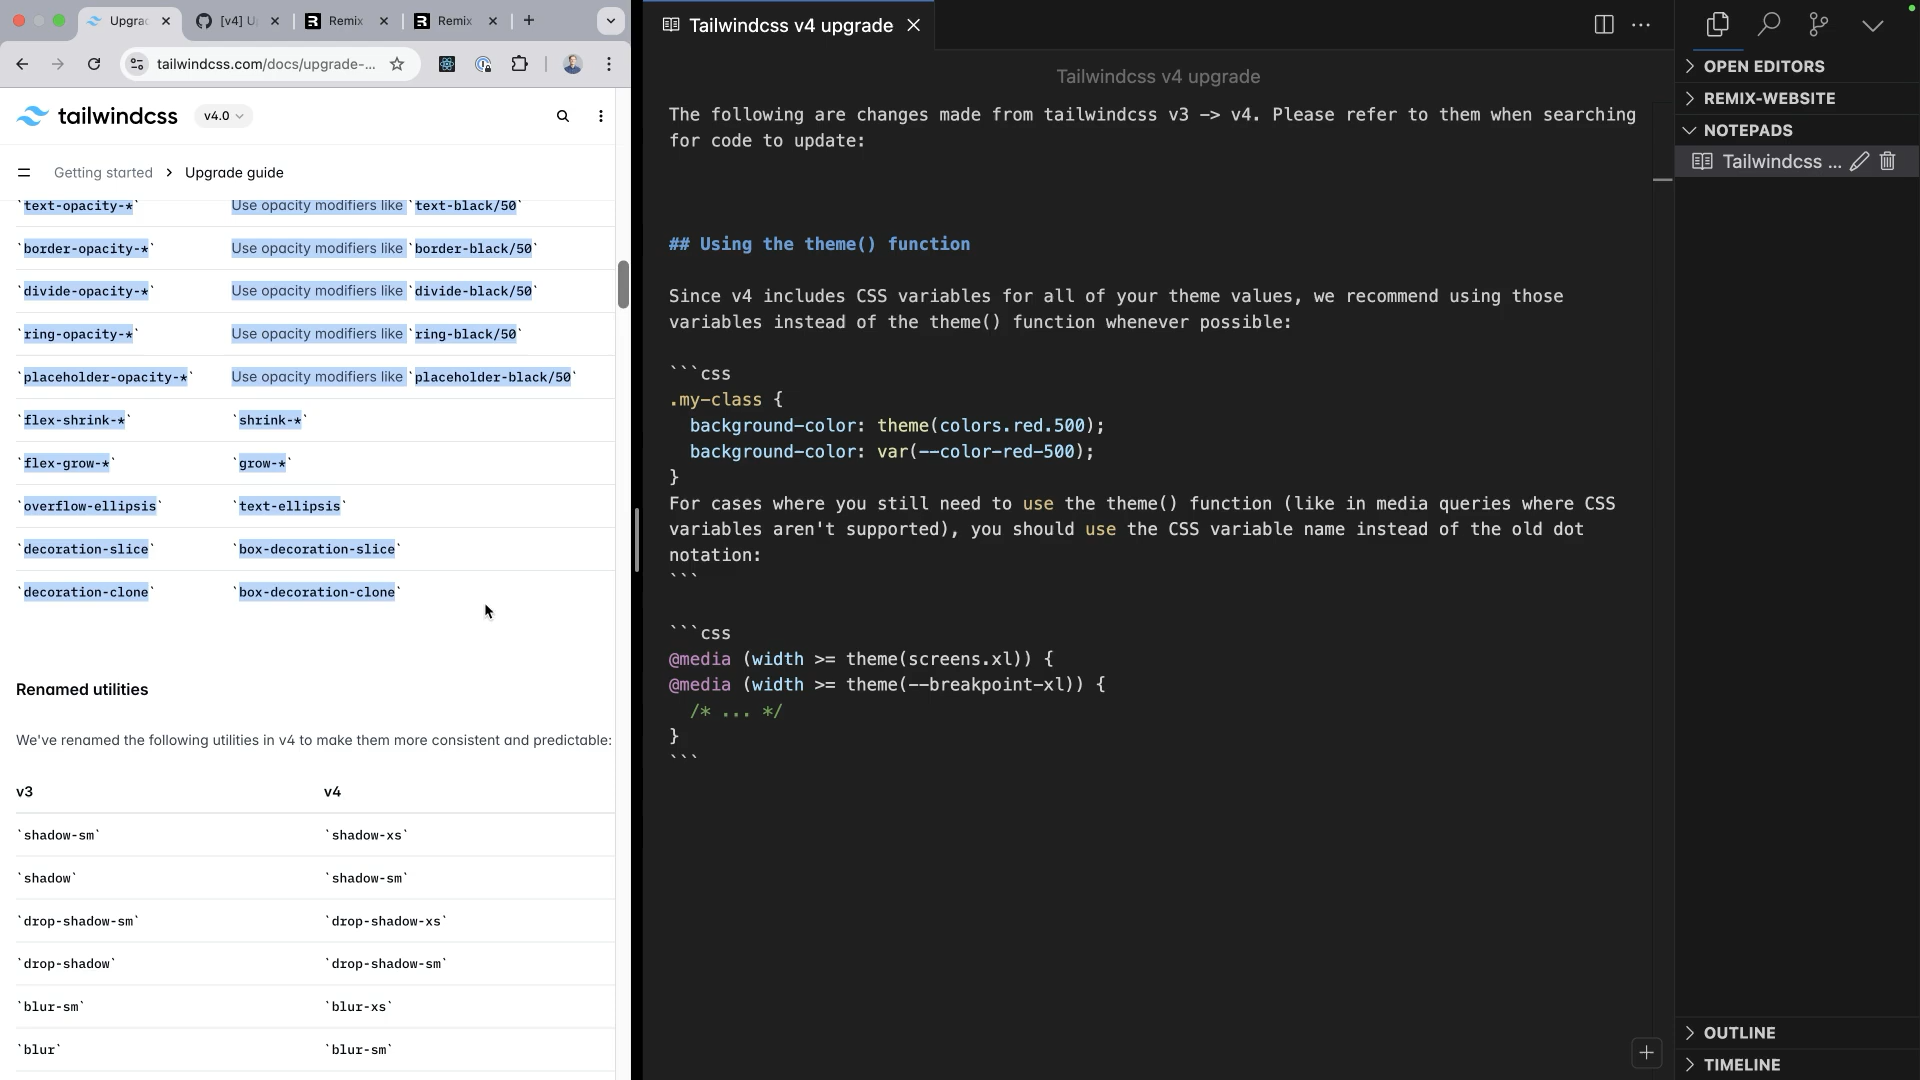 Upgra
[v4] U
Remix
Remix
tailwindcss.com/docs/upgrade-...
tailwindcss
v4.0
Getting started
Upgrade guide
`text-opacity-*` Use opacity modifiers like `text-black/50`
`border-opacity-*` Use opacity modifiers like `border-black/50`
`divide-opacity-*` Use opacity modifiers like `divide-black/50`
`ring-opacity-*` Use opacity modifiers like `ring-black/50`
`placeholder-opacity-*` Use opacity modifiers like `placeholder-black/50`
`flex-shrink-*` `shrink-*`
`flex-grow-*` `grow-*`
`overflow-ellipsis` `text-ellipsis`
`decoration-slice` `box-decoration-slice`
`decoration-clone` `box-decoration-clone`
Renamed utilities
We've renamed the following utilities in v4 to make them more consistent and predictable:
v3 v4
`shadow-sm` `shadow-xs`
`shadow` `shadow-sm`
`drop-shadow-sm` `drop-shadow-xs`
`drop-shadow` `drop-shadow-sm`
`blur-sm` `blur-xs`
`blur` `blur-sm`
Tailwindcss v4 upgrade
Tailwindcss v4 upgrade
The following are changes made from tailwindcss v3 -> v4. Please refer to them when searching
for code to update:
## Using the theme() function
Since v4 includes CSS variables for all of your theme values, we recommend using those
variables instead of the theme() function whenever possible:
```css
.my-class {
background-color: theme(colors.red.500);
background-color: var(--color-red-500);
}
For cases where you still need to use the theme() function (like in media queries where CSS
variables aren't supported), you should use the CSS variable name instead of the old dot
notation:
```
```css
@media (width >= theme(screens.xl)) {
@media (width >= theme(--breakpoint-xl)) {
/* ... */
}
```
OPEN EDITORS
REMIX-WEBSITE
NOTEPADS
Tailwindcss ...
OUTLINE
TIMELINE